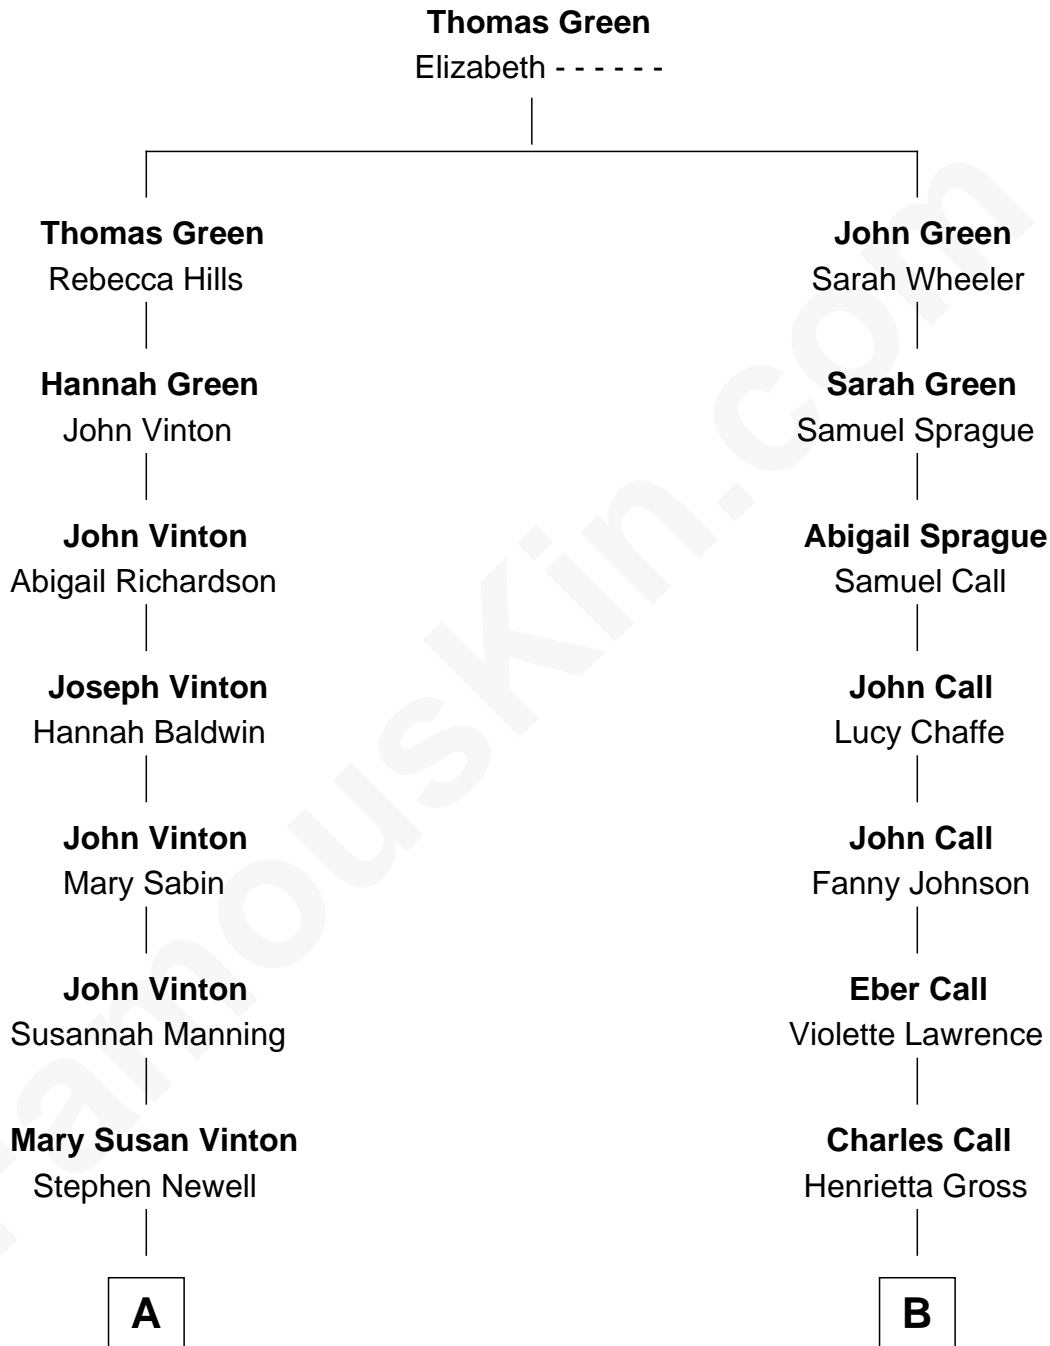 Thomas Green
Elizabeth - - - - - -
Thomas Green
Rebecca Hills
John Green
Sarah Wheeler
Hannah Green
John Vinton
Sarah Green
Samuel Sprague
John Vinton
Abigail Richardson
Abigail Sprague
Samuel Call
Joseph Vinton
Hannah Baldwin
John Call
Lucy Chaffe
John Vinton
Mary Sabin
John Call
Fanny Johnson
John Vinton
Susannah Manning
Eber Call
Violette Lawrence
Mary Susan Vinton
Stephen Newell
Charles Call
Henrietta Gross
A
B
FamousKin.com